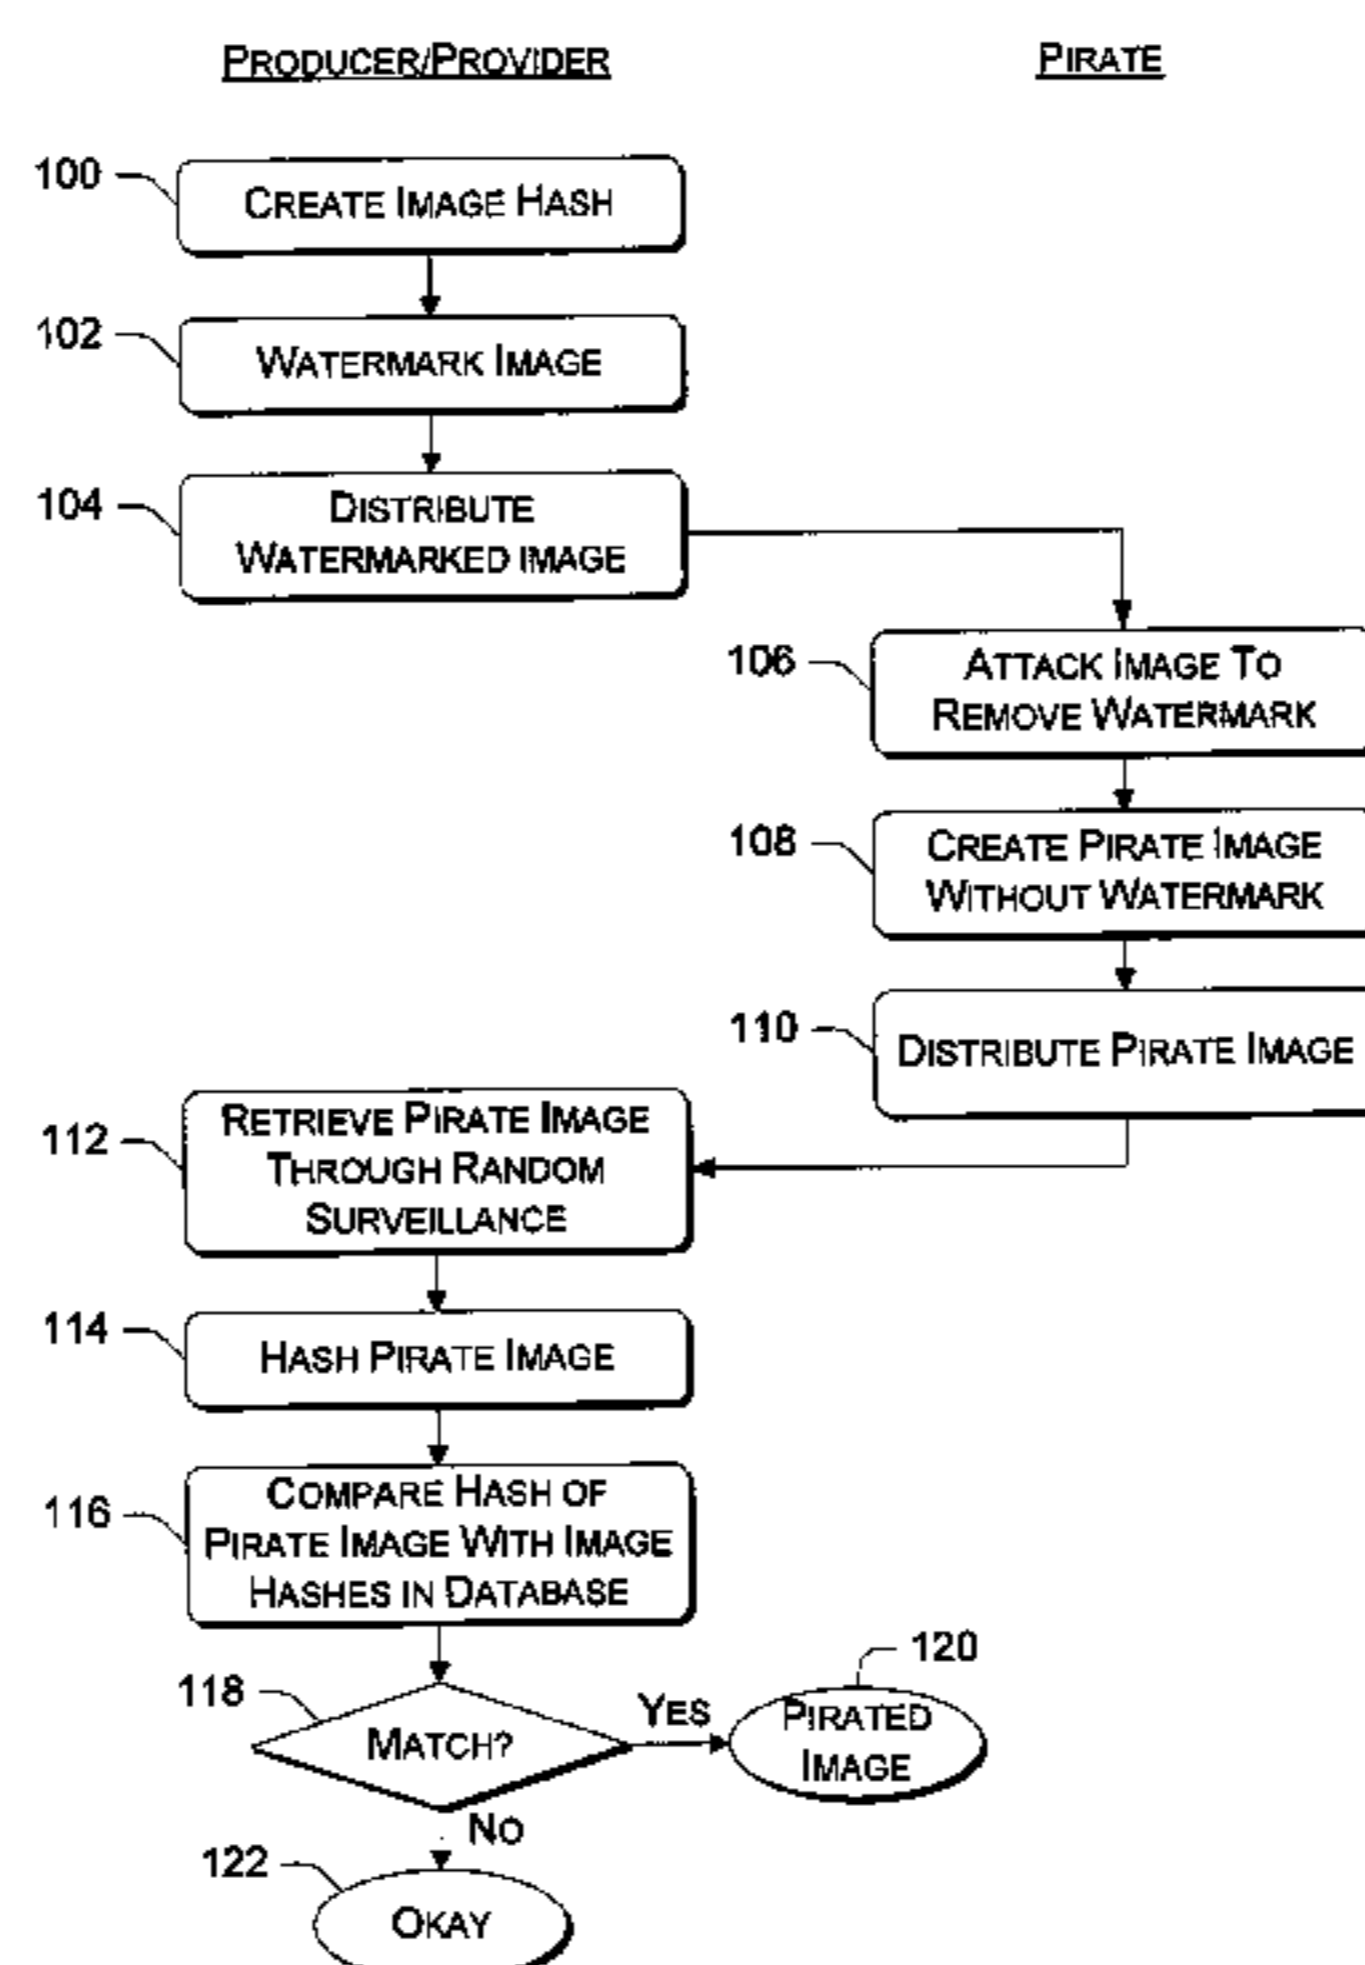 PRODUCER/PROVIDER
PIRATE
100
CREATE IMAGE HASH
102
WATERMARK IMAGE
104
DISTRIBUTE
WATERMARKED IMAGE
106
ATTACK IMAGE TO
REMOVE WATERMARK
108
CREATE PIRATE IMAGE
WITHOUT WATERMARK
110
DISTRIBUTE PIRATE IMAGE
112
RETRIEVE PIRATE IMAGE
THROUGH RANDOM
SURVEILLANCE
114
HASH PIRATE IMAGE
116
COMPARE HASH OF
PIRATE IMAGE WITH IMAGE
HASHES IN DATABASE
118
MATCH?
YES
120
PIRATED
IMAGE
NO
122
OKAY